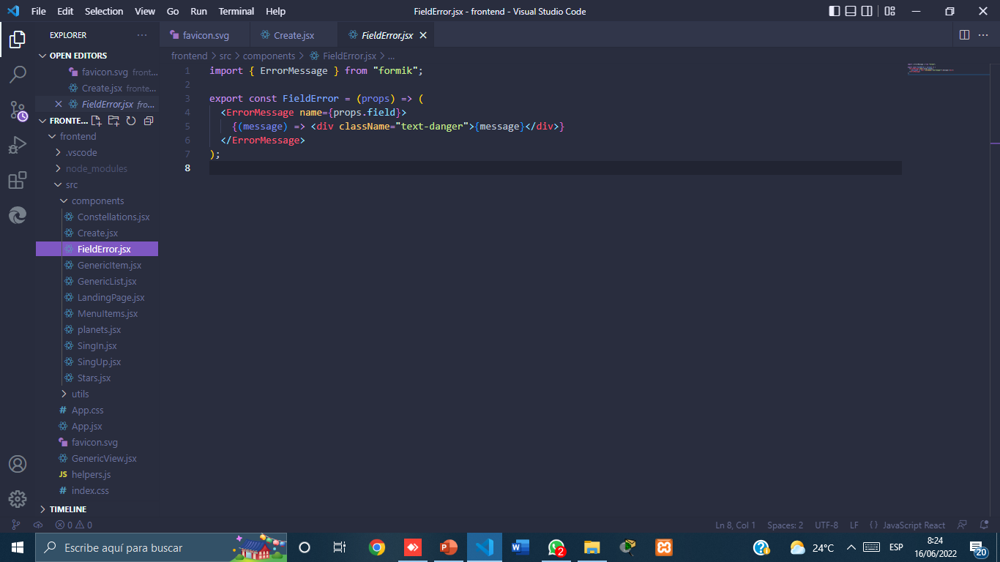 File Edit Selection View Go Run Terminal Help FieldError.jsx - frontend - Visual Studio Code
EXPLORER ···
favicon.svg Create.jsx FieldError.jsx
OPEN EDITORS
favicon.svg front...
Create.jsx fronte...
FieldError.jsx fro...
FRONTE...
frontend
.vscode
node_modules
src
components
Constellations.jsx
Create.jsx
FieldError.jsx
GenericItem.jsx
GenericList.jsx
LandingPage.jsx
MenuItems.jsx
planets.jsx
SingIn.jsx
SingUp.jsx
Stars.jsx
utils
# App.css
App.jsx
favicon.svg
GenericView.jsx
JS helpers.js
# index.css
TIMELINE
frontend > src > components > FieldError.jsx > ...
1 import { ErrorMessage } from "formik";
2
3 export const FieldError = (props) => (
4 <ErrorMessage name={props.field}>
5 {(message) => <div className="text-danger">{message}</div>}
6 </ErrorMessage>
7 );
8
0 0 Ln 8, Col 1 Spaces: 2 UTF-8 LF {} JavaScript React
Escribe aquí para buscar
2
24°C
ESP
8:24
16/06/2022
20